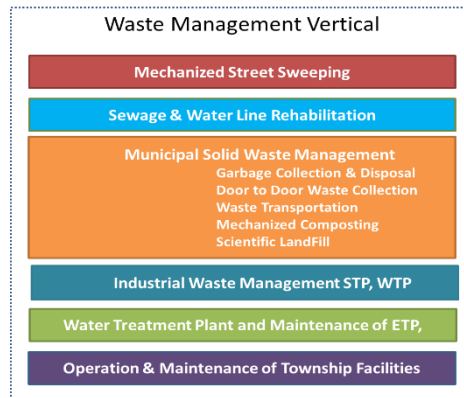 Waste Management Vertical
Mechanized Street Sweeping
Sewage & Water Line Rehabilitation
Municipal Solid Waste Management
Garbage Collection & Disposal
Door to Door Waste Collection
Waste Transportation
Mechanized Composting
Scientific LandFill
Industrial Waste Management STP, WTP
Water Treatment Plant and Maintenance of ETP,
Operation & Maintenance of Township Facilities